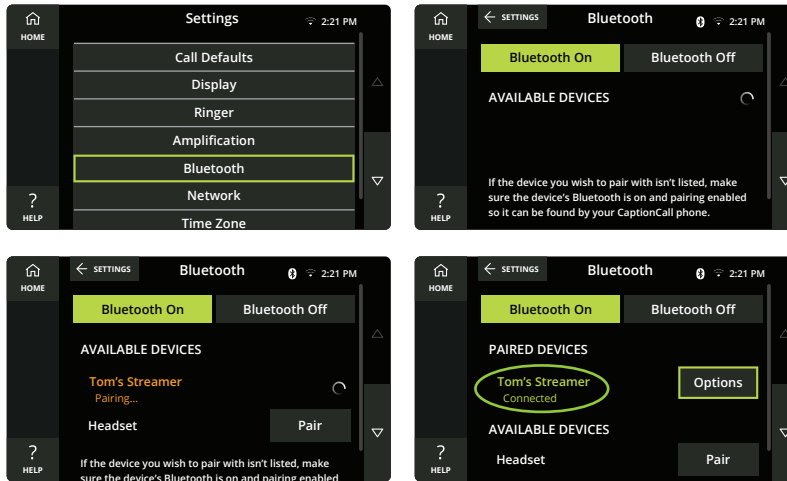 Settings 2:21 PM
HOME
Call Defaults
Display
Ringer
Amplification
Bluetooth
Network
Time Zone
?
HELP
SETTINGS Bluetooth 2:21 PM
HOME
Bluetooth On Bluetooth Off
AVAILABLE DEVICES
If the device you wish to pair with isn't listed, make
sure the device's Bluetooth is on and pairing enabled
so it can be found by your CaptionCall phone.
?
HELP
SETTINGS Bluetooth 2:21 PM
HOME
Bluetooth On Bluetooth Off
AVAILABLE DEVICES
Tom's Streamer
Pairing...
Headset Pair
If the device you wish to pair with isn't listed, make
sure the device's Bluetooth is on and pairing enabled
?
HELP
SETTINGS Bluetooth 2:21 PM
HOME
Bluetooth On Bluetooth Off
PAIRED DEVICES
Tom's Streamer Options
Connected
AVAILABLE DEVICES
Headset Pair
?
HELP